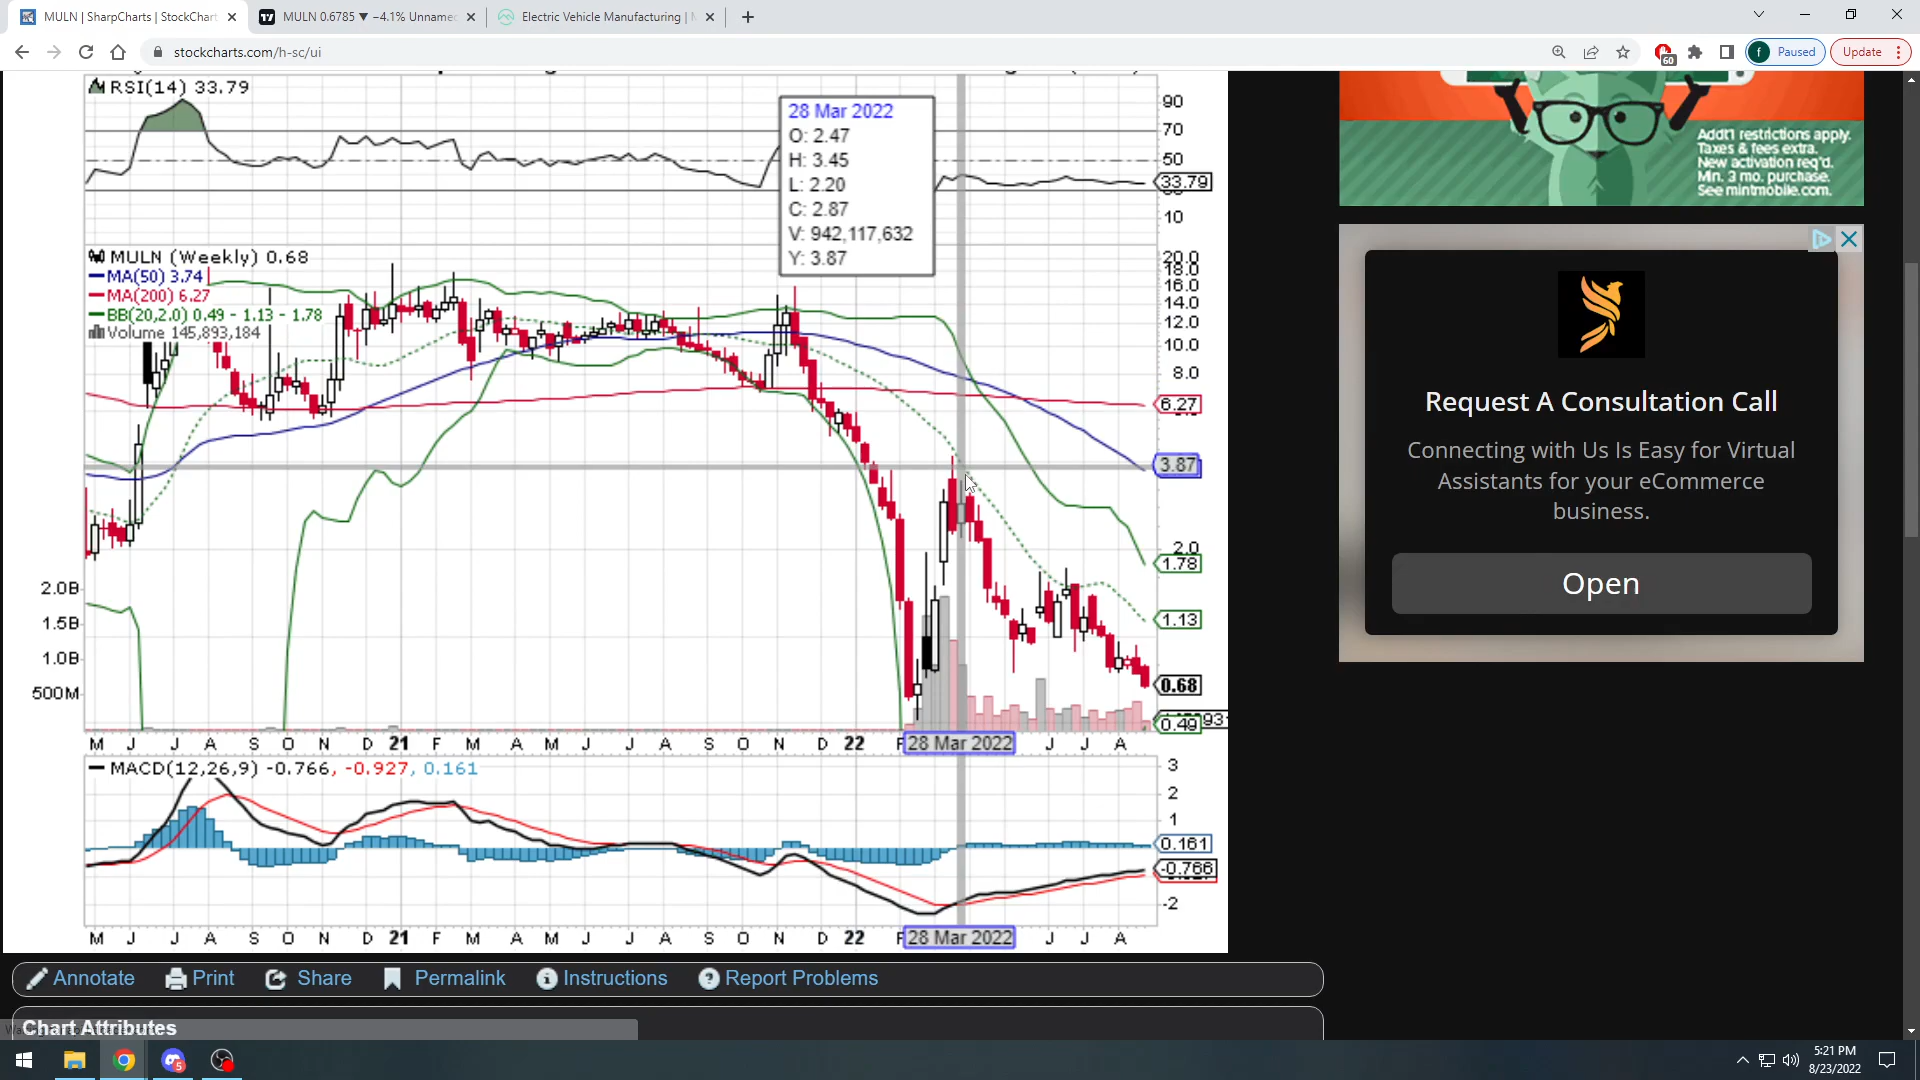 MULN | SharpCharts | StockChart
MULN 0.6785 ▼ −4.1% Unnamed
Electric Vehicle Manufacturing |
stockcharts.com/h-sc/ui
60
f
Paused
Update
RSI(14) 33.79
90
70
50
33.79
10
28 Mar 2022
O: 2.47
H: 3.45
L: 2.20
C: 2.87
V: 942,117,632
Y: 3.87
MULN (Weekly) 0.68
MA(50) 3.74
MA(200) 6.27
BB(20,2.0) 0.49 - 1.13 - 1.78
Volume 145,893,184
20.0
18.0
16.0
14.0
12.0
10.0
8.0
6.27
3.87
2.0
1.78
1.13
0.68
0.49
2.0B
1.5B
1.0B
500M
M J J A S O N D 21 F M A M J J A S O N D 22 F 28 Mar 2022 J J A
MACD(12,26,9) -0.766, -0.927, 0.161
3
2
1
0.161
-0.766
-2
M J J A S O N D 21 F M A M J J A S O N D 22 F 28 Mar 2022 J J A
Annotate Print Share Permalink Instructions Report Problems
Chart Attributes
Addt'l restrictions apply.
Taxes & fees extra.
New activation req'd.
Min. 3 mo. purchase.
See mintmobile.com.
Request A Consultation Call
Connecting with Us Is Easy for Virtual
Assistants for your eCommerce
business.
Open
5
5:21 PM
8/23/2022